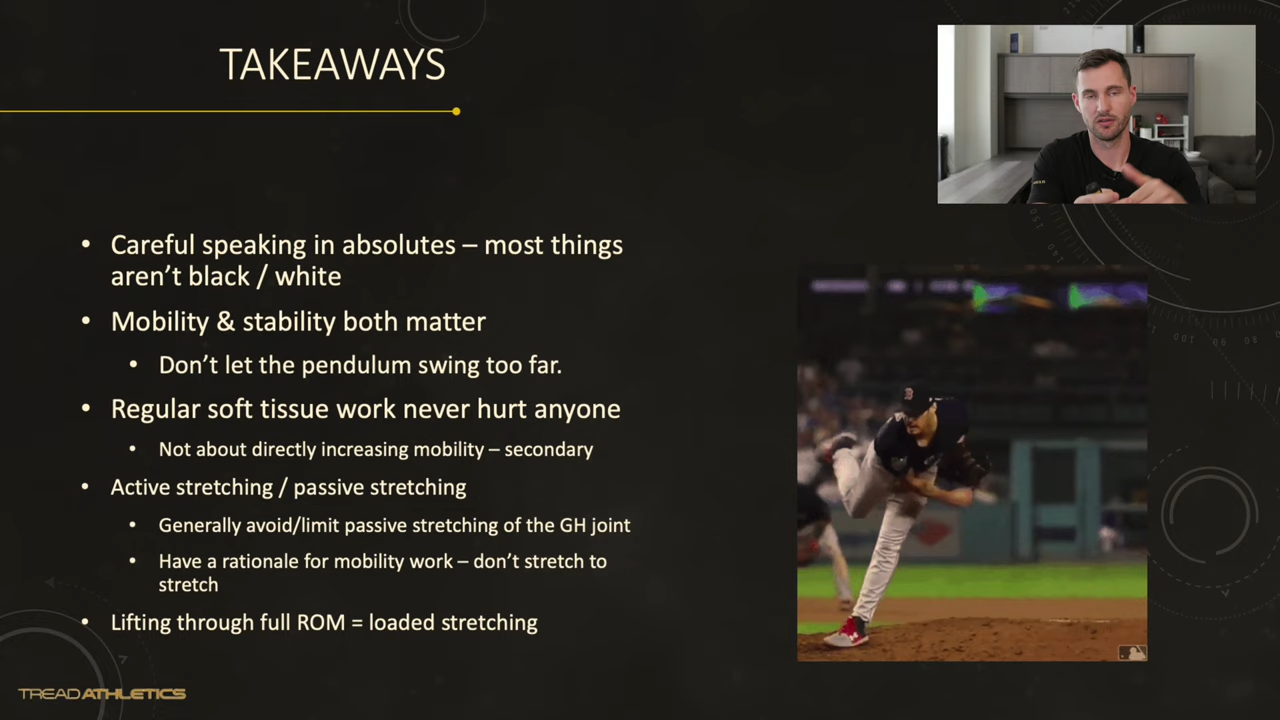 TAKEAWAYS
• Careful speaking in absolutes – most things
aren't black / white
• Mobility & stability both matter
• Don't let the pendulum swing too far.
• Regular soft tissue work never hurt anyone
• Not about directly increasing mobility – secondary
• Active stretching / passive stretching
• Generally avoid/limit passive stretching of the GH joint
• Have a rationale for mobility work – don't stretch to
stretch
• Lifting through full ROM = loaded stretching
TREADATHLETICS